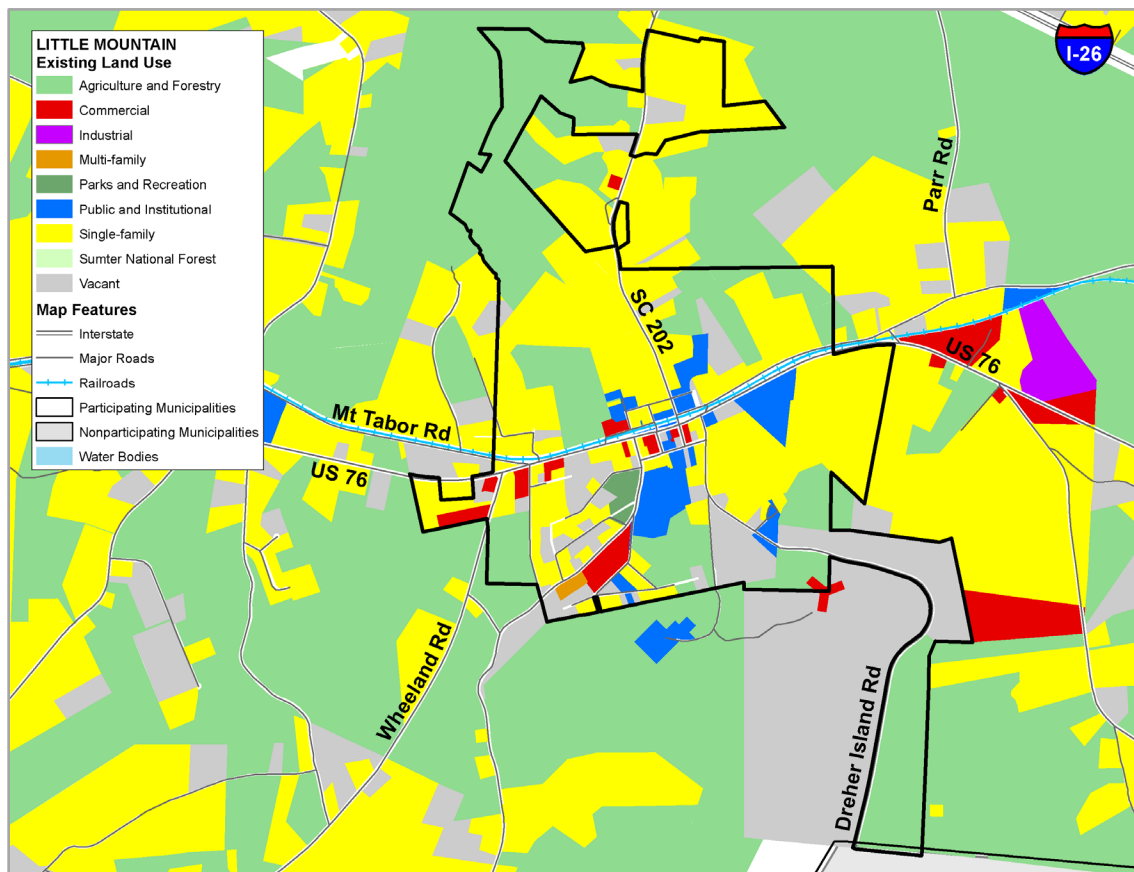 LITTLE MOUNTAIN
Existing Land Use
Agriculture and Forestry
Commercial
Industrial
Multi-family
Parks and Recreation
Public and Institutional
Single-family
Sumter National Forest
Vacant
Map Features
Interstate
Major Roads
Railroads
Participating Municipalities
Nonparticipating Municipalities
Water Bodies
I-26
Parr Rd
SC 202
US 76
Mt Tabor Rd
US 76
Wheeland Rd
Dreher Island Rd